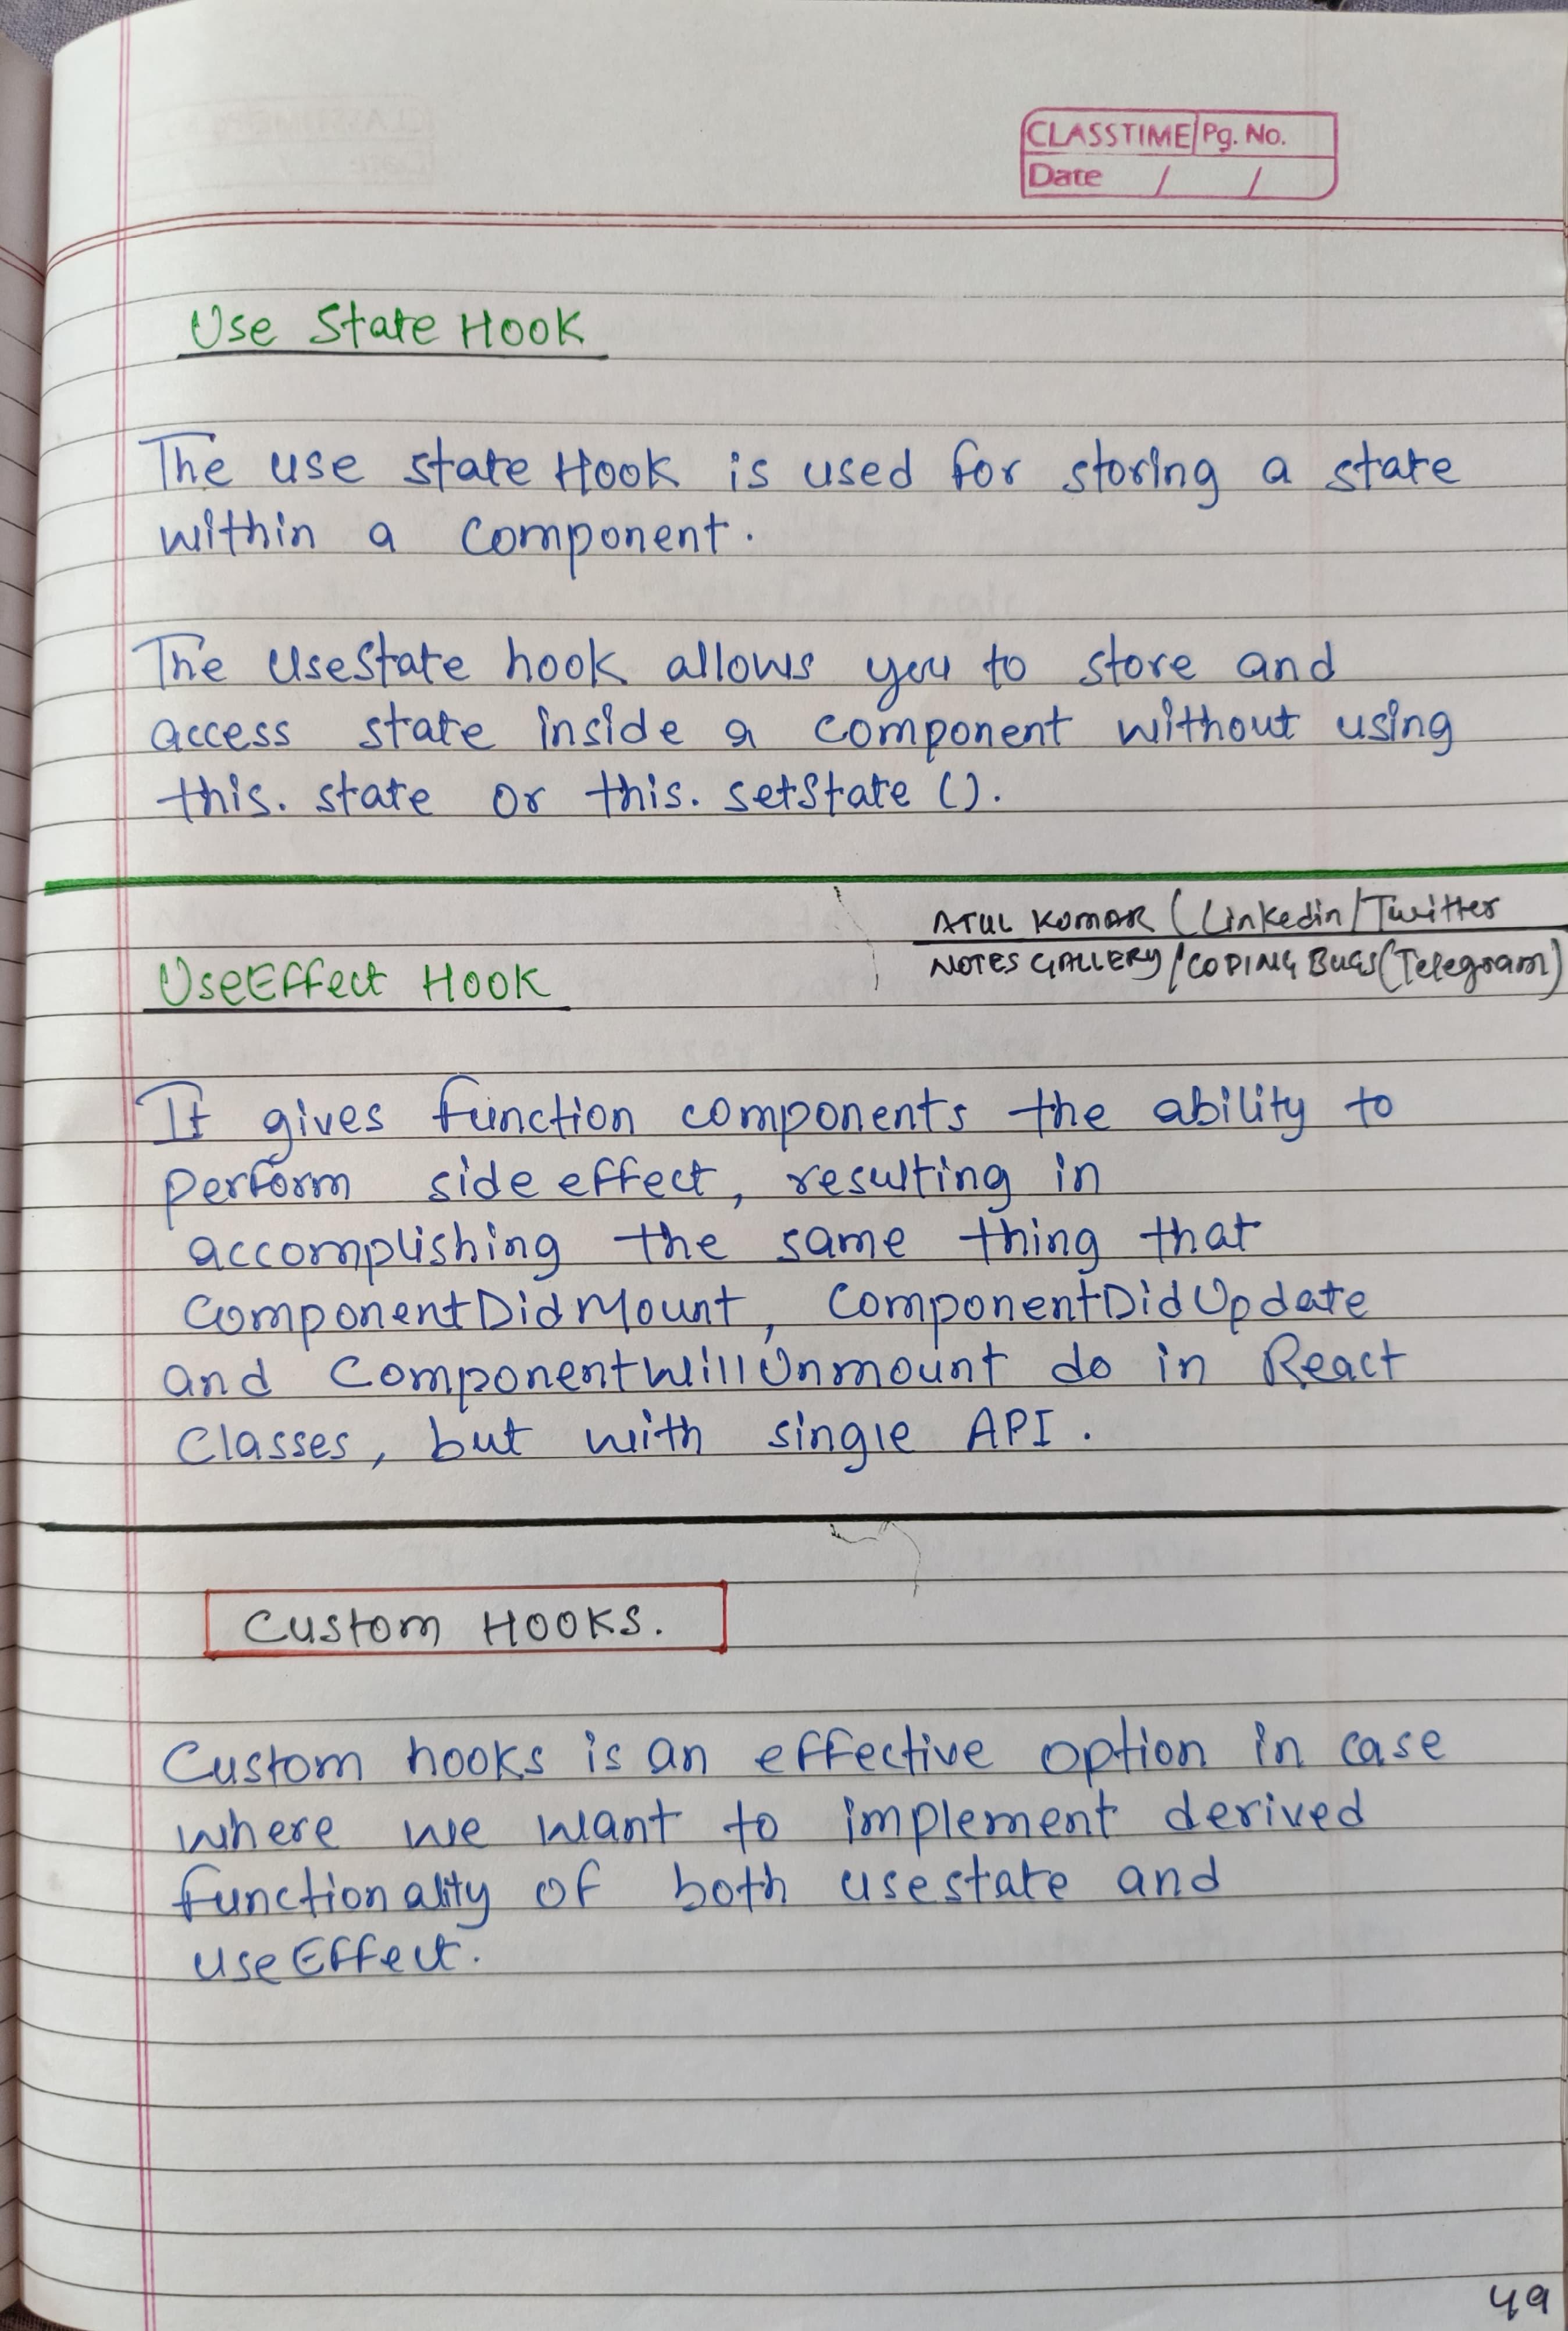 CLASSTIME Pg. No.
Date / /
Use State Hook
The use state Hook is used for storing a state
within a component.
The UseState hook allows you to store and
access state inside a component without using
this. state or this. setState ().
ATUL KUMAR (Linkedin/Twitter
NOTES GALLERY/CODING BUGS(Telegram)
UseEffect Hook
It gives function components the ability to
perform side effect, resulting in
accomplishing the same thing that
ComponentDidMount, ComponentDidUpdate
and ComponentWillUnmount do in React
Classes, but with single API.
Custom HOOKS.
Custom hooks is an effective option in case
where we want to implement derived
functionality of both usestate and
useEffect.
49